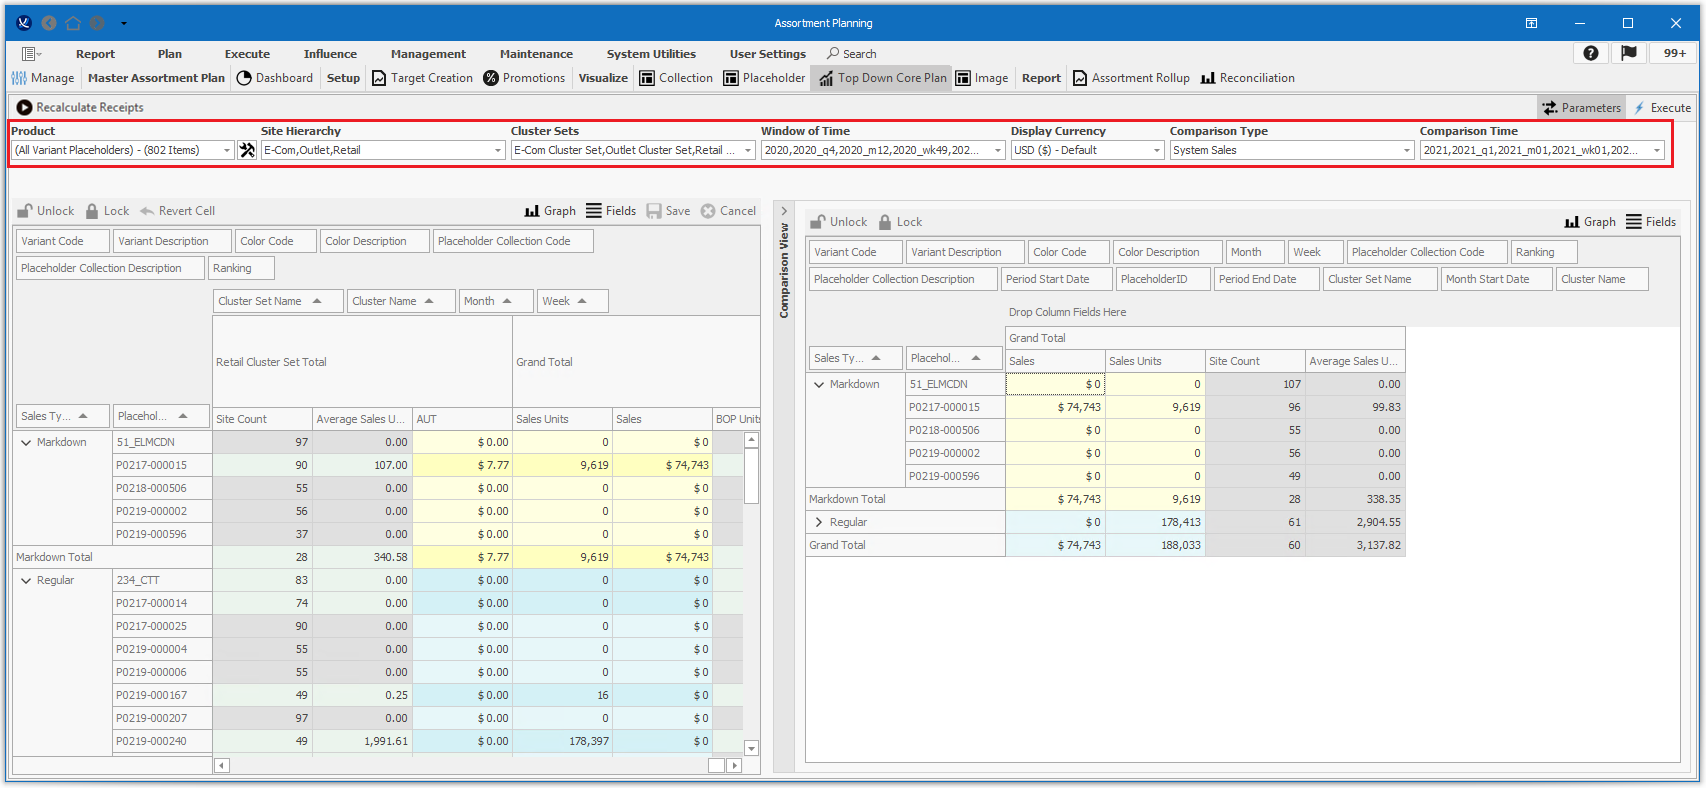 Assortment Planning
Report Plan Execute Influence Management Maintenance System Utilities User Settings Search 99+
Manage Master Assortment Plan Dashboard Setup Target Creation Promotions Visualize Collection Placeholder Top Down Core Plan Image Report Assortment Rollup Reconciliation
Recalculate Receipts Parameters Execute
Product Site Hierarchy Cluster Sets Window of Time Display Currency Comparison Type Comparison Time
(All Variant Placeholders) - (802 Items) E-Com,Outlet,Retail E-Com Cluster Set,Outlet Cluster Set,Retail ... 2020,2020_q4,2020_m12,2020_wk49,202... USD ($) - Default System Sales 2021,2021_q1,2021_m01,2021_wk01,202...
Unlock Lock Revert Cell Graph Fields Save Cancel
Variant Code Variant Description Color Code Color Description Placeholder Collection Code
Placeholder Collection Description Ranking
Cluster Set Name Cluster Name Month Week
Retail Cluster Set Total Grand Total
Sales Ty... Placehol... Site Count Average Sales U... AUT Sales Units Sales BOP Units
Markdown 51_ELMCDN 97 0.00 $ 0.00 0 $ 0
P0217-000015 90 107.00 $ 7.77 9,619 $ 74,743
P0218-000506 55 0.00 $ 0.00 0 $ 0
P0219-000002 56 0.00 $ 0.00 0 $ 0
P0219-000596 37 0.00 $ 0.00 0 $ 0
Markdown Total 28 340.58 $ 7.77 9,619 $ 74,743
Regular 234_CTT 83 0.00 $ 0.00 0 $ 0
P0217-000014 74 0.00 $ 0.00 0 $ 0
P0217-000025 90 0.00 $ 0.00 0 $ 0
P0219-000004 55 0.00 $ 0.00 0 $ 0
P0219-000006 55 0.00 $ 0.00 0 $ 0
P0219-000167 49 0.25 $ 0.00 16 $ 0
P0219-000207 97 0.00 $ 0.00 0 $ 0
P0219-000240 49 1,991.61 $ 0.00 178,397 $ 0
Comparison View
Unlock Lock Graph Fields
Variant Code Variant Description Color Code Color Description Month Week Placeholder Collection Code Ranking
Placeholder Collection Description Period Start Date PlaceholderID Period End Date Cluster Set Name Month Start Date Cluster Name
Drop Column Fields Here
Grand Total
Sales Ty... Placehol... Sales Sales Units Site Count Average Sales U...
Markdown 51_ELMCDN $ 0 0 107 0.00
P0217-000015 $ 74,743 9,619 96 99.83
P0218-000506 $ 0 0 55 0.00
P0219-000002 $ 0 0 56 0.00
P0219-000596 $ 0 0 49 0.00
Markdown Total $ 74,743 9,619 28 338.35
Regular $ 0 178,413 61 2,904.55
Grand Total $ 74,743 188,033 60 3,137.82